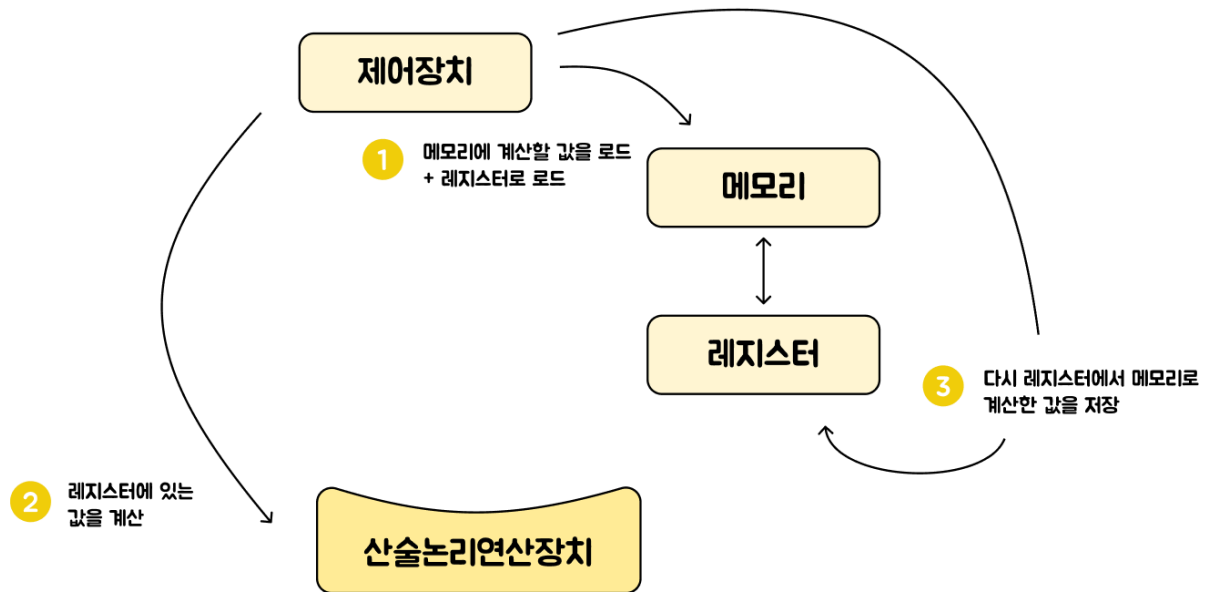 제어장치
1
메모리에 계산할 값을 로드
+ 레지스터로 로드
메모리
레지스터
3
다시 레지스터에서 메모리로
계산한 값을 저장
2
레지스터에 있는
값을 계산
산술논리연산장치